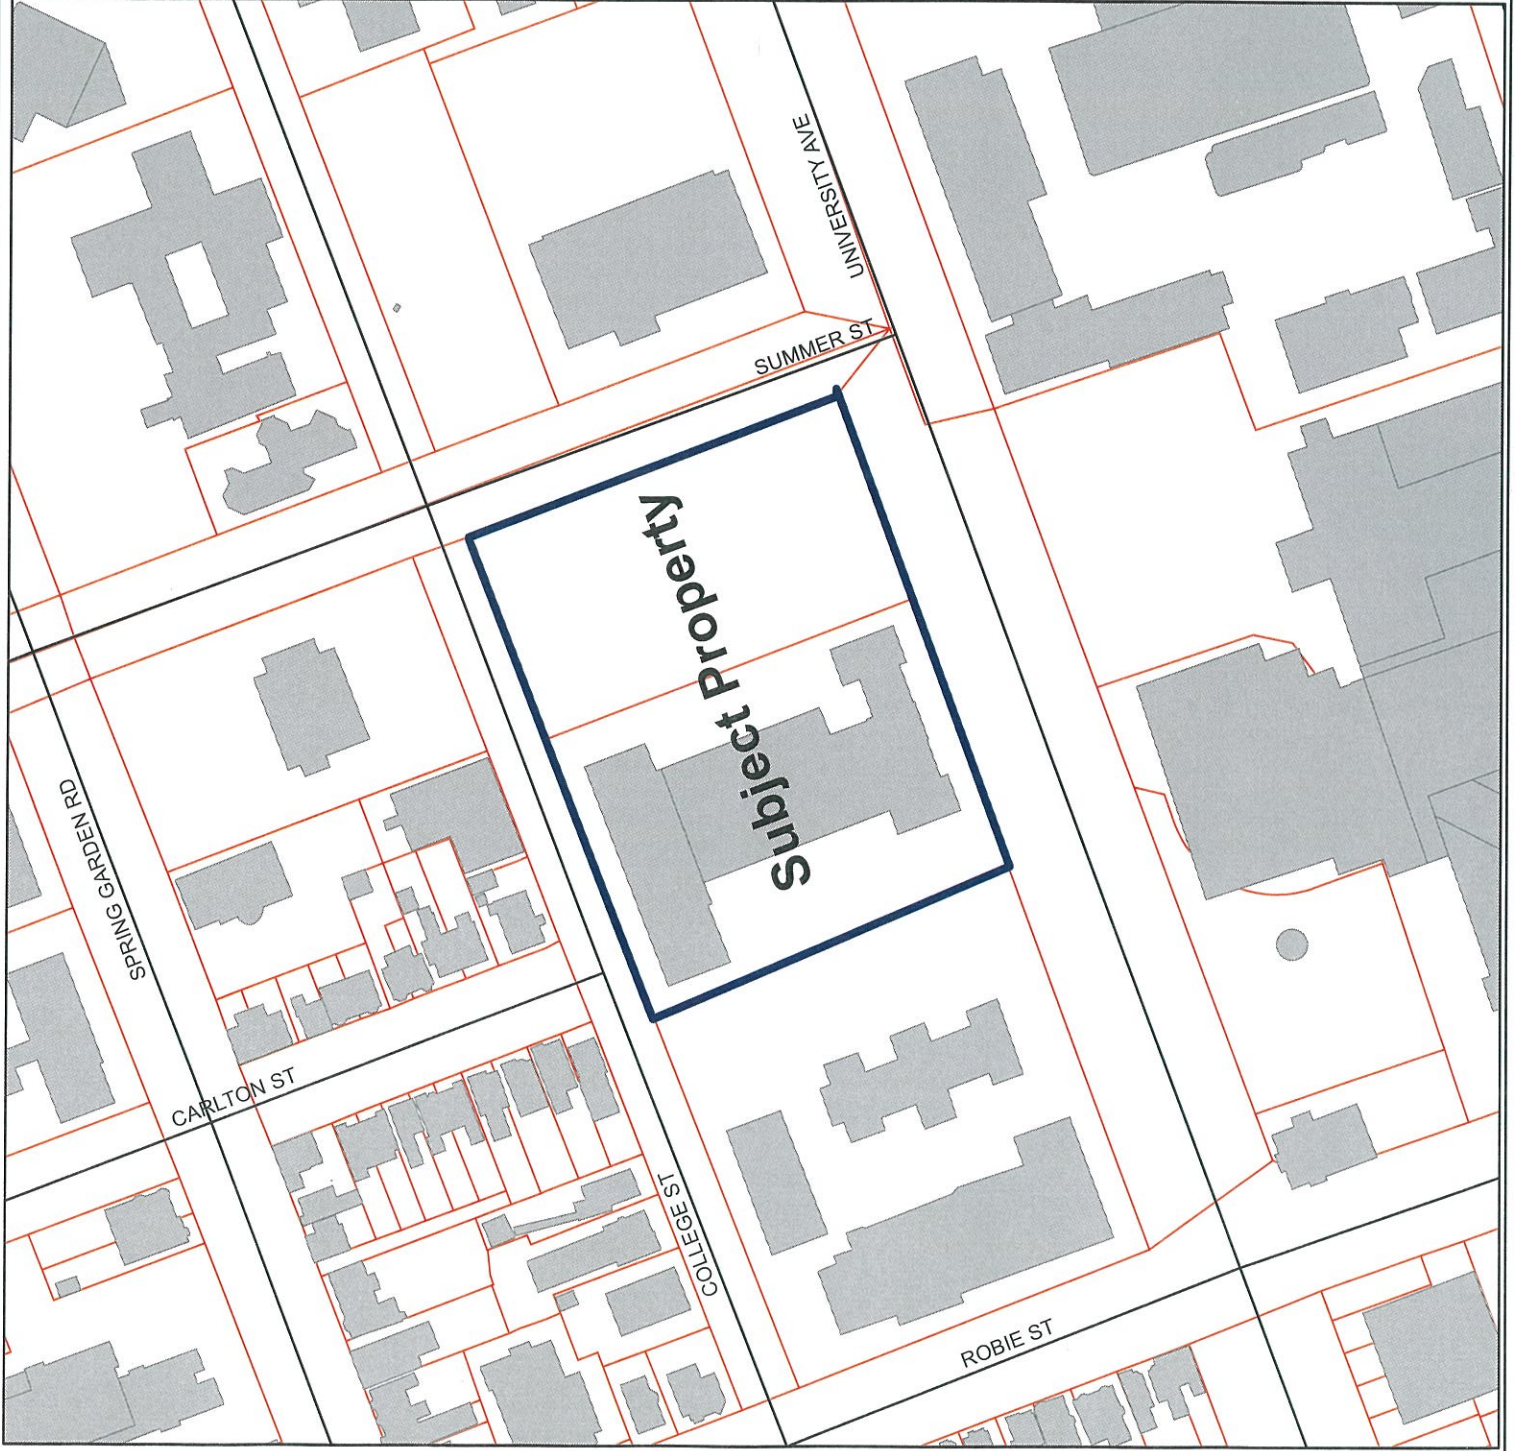 UNIVERSITY AVE
SUMMER ST
Subject Property
SPRING GARDEN RD
CARLTON ST
COLLEGE ST
ROBIE ST